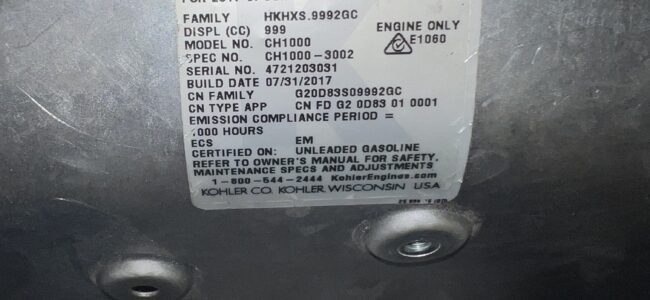 FAMILY HKHXS.9992GC
DISPL (CC) 999
ENGINE ONLY
MODEL NO. CH1000
E1060
SPEC NO. CH1000-3002
SERIAL NO. 4721203031
BUILD DATE 07/31/2017
CN FAMILY G20D83S09992GC
CN TYPE APP CN FD G2 0D83 01 0001
EMISSION COMPLIANCE PERIOD =
1000 HOURS
ECS EM
CERTIFIED ON: UNLEADED GASOLINE
REFER TO OWNER'S MANUAL FOR SAFETY,
MAINTENANCE SPECS AND ADJUSTMENTS
1-800-544-2444 KohlerEngines.com
KOHLER CO. KOHLER, WISCONSIN USA